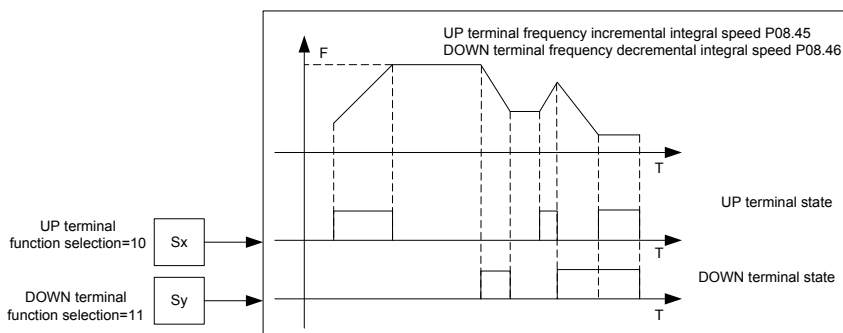 UP terminal frequency incremental integral speed P08.45
DOWN terminal frequency decremental integral speed P08.46
F
T
UP terminal state
UP terminal
function selection=10
Sx
T
DOWN terminal state
DOWN terminal
function selection=11
Sy
T